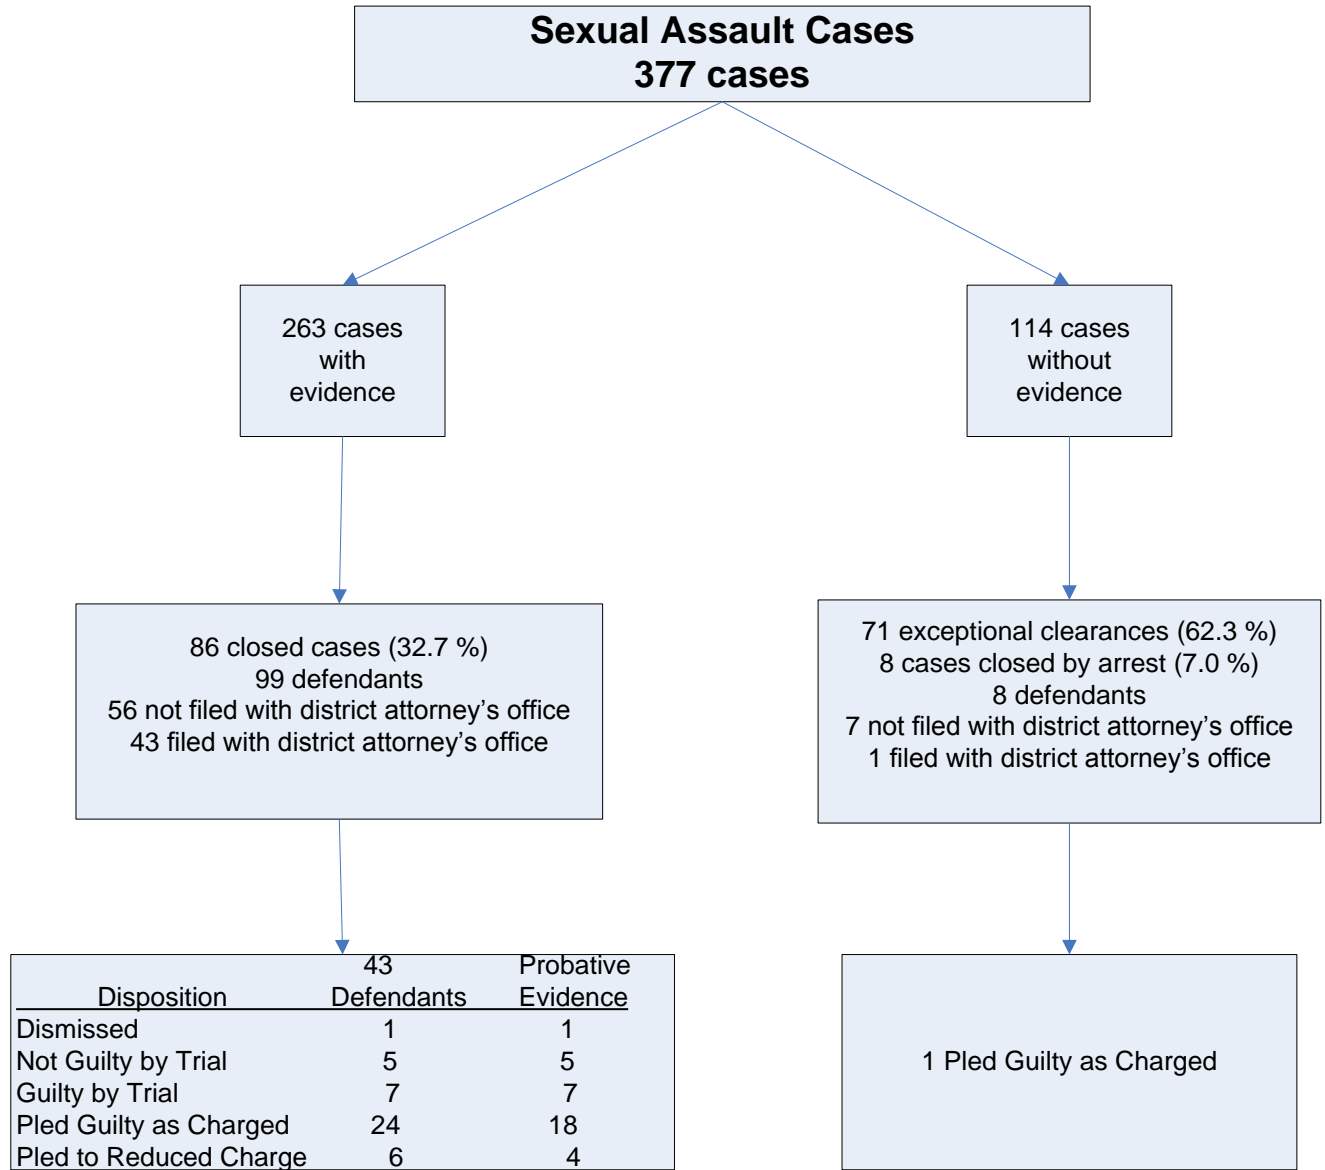 Sexual Assault Cases
377 cases
263 cases
with
evidence
114 cases
without
evidence
86 closed cases (32.7 %)
99 defendants
56 not filed with district attorney’s office
43 filed with district attorney’s office
71 exceptional clearances (62.3 %)
8 cases closed by arrest (7.0 %)
8 defendants
7 not filed with district attorney’s office
1 filed with district attorney’s office
43 Probative
Disposition Defendants Evidence
Dismissed 1 1
Not Guilty by Trial 5 5
Guilty by Trial 7 7
Pled Guilty as Charged 24 18
Pled to Reduced Charge 6 4
1 Pled Guilty as Charged